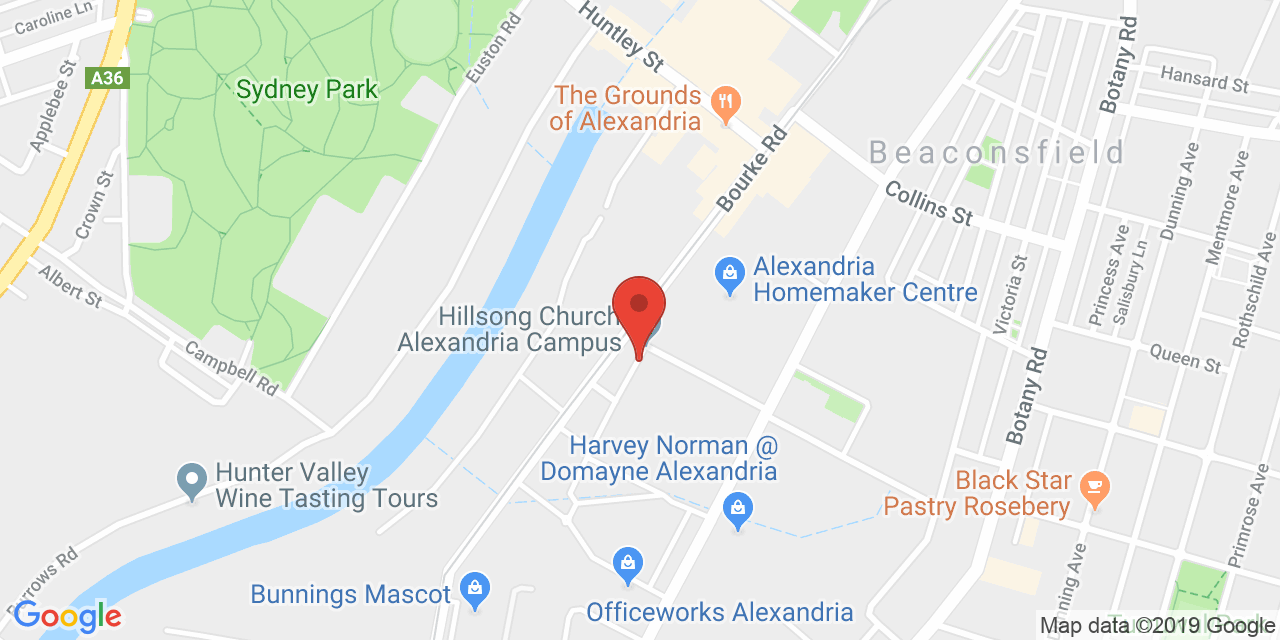 Caroline Ln
A36
Applebee St
Crown St
Albert St
Campbell Rd
Sydney Park
Euston Rd
Huntley St
The Grounds
of Alexandria
Bourke Rd
Beaconsfield
Collins St
Botany Rd
Hansard St
Dunning Ave
Mentmore Ave
Rothschild Ave
Princess Ave
Salisbury Ln
Victoria St
Queen St
Botany Rd
Alexandria
Homemaker Centre
Hillsong Church
Alexandria Campus
Harvey Norman @
Domayne Alexandria
Hunter Valley
Wine Tasting Tours
Black Star
Pastry Rosebery
Primrose Ave
Bunnings Mascot
Officeworks Alexandria
Google
Map data ©2019 Google